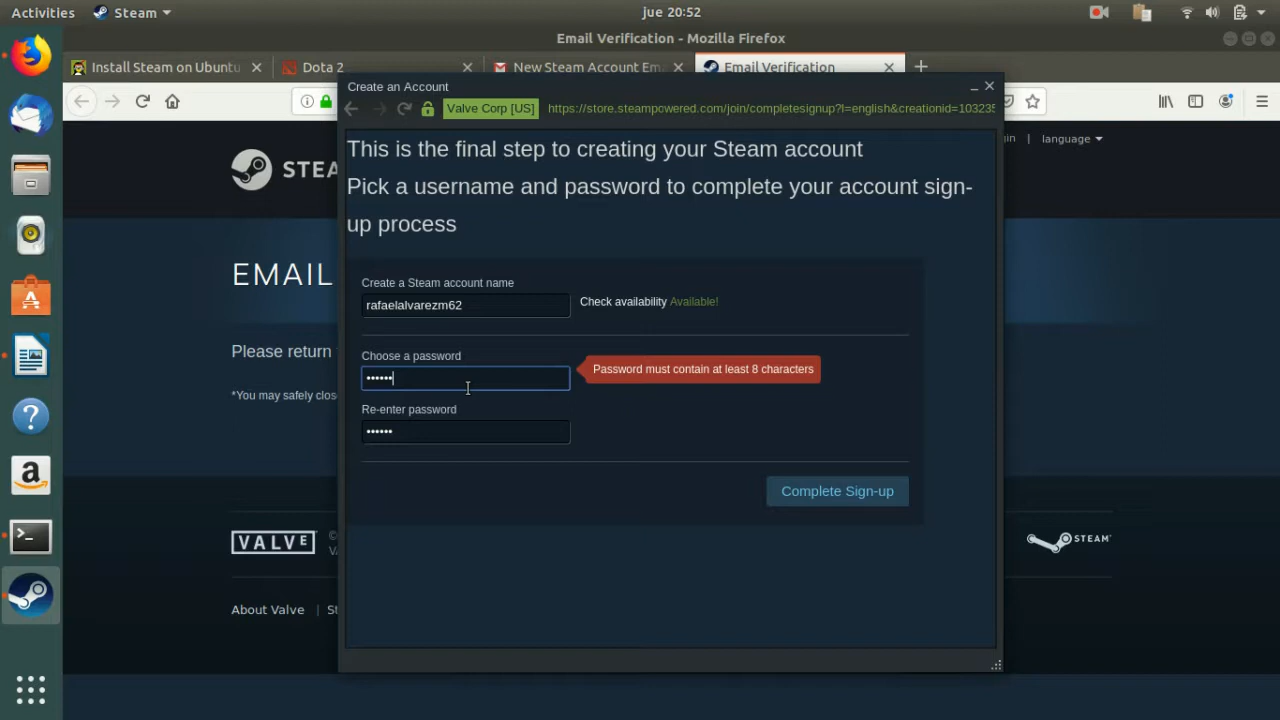 Activities
Steam
jue 20:52
Email Verification - Mozilla Firefox
Install Steam on Ubuntu
Dota 2
New Steam Account Em
Email Verification
Create an Account
Valve Corp [US]
https://store.steampowered.com/join/completesignup?l=english&creationid=103235
language
STEA
This is the final step to creating your Steam account
Pick a username and password to complete your account sign-
up process
EMAIL
Create a Steam account name
rafaelalvarezm62
Check availability Available!
Please return
*You may safely clos
Choose a password
••••••
Password must contain at least 8 characters
Re-enter password
••••••
Complete Sign-up
VALVE
©
STEAM
About Valve | St